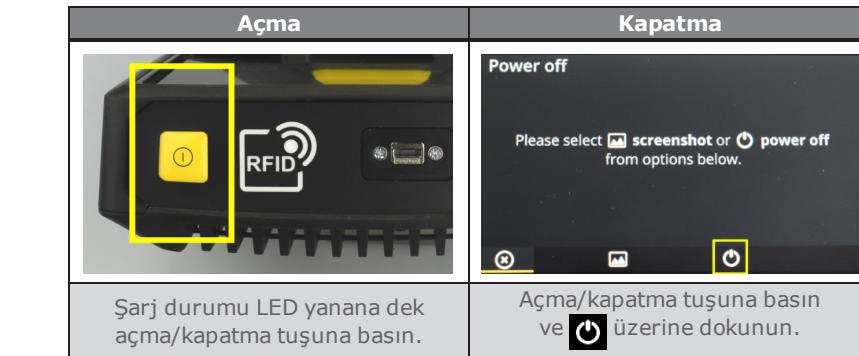 Açma
Kapatma
RFID
Power off
Please select screenshot or power off
from options below.
Şarj durumu LED yanana dek
açma/kapatma tuşuna basın.
Açma/kapatma tuşuna basın
ve üzerine dokunun.